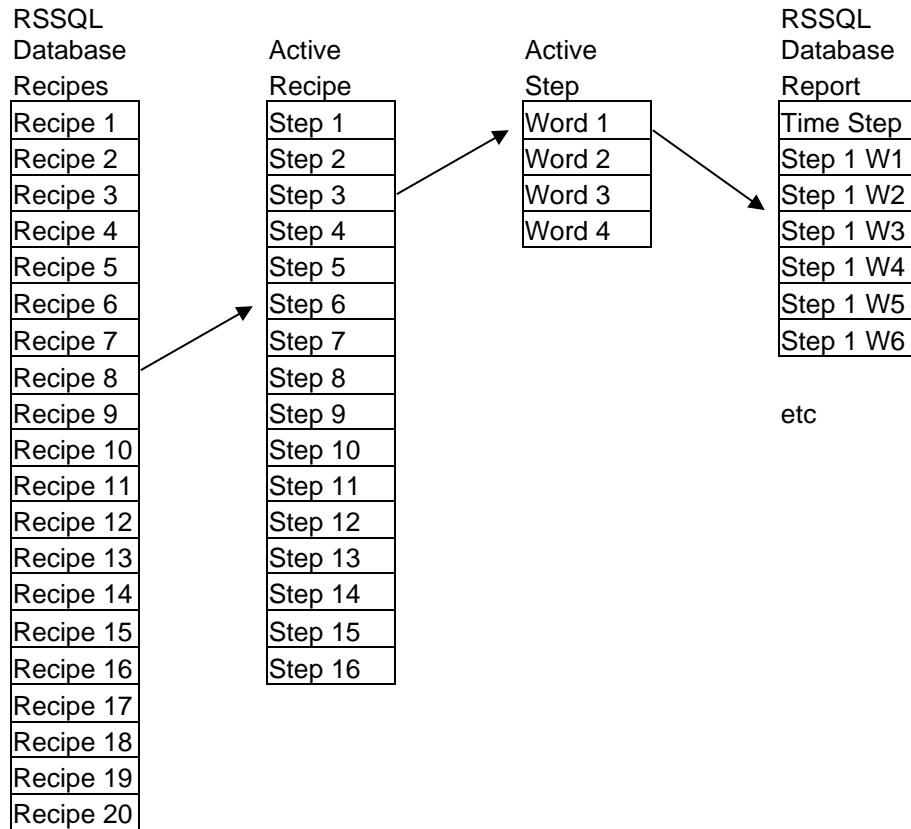 RSSQL
Database
Recipes
Recipe 1
Recipe 2
Recipe 3
Recipe 4
Recipe 5
Recipe 6
Recipe 7
Recipe 8
Recipe 9
Recipe 10
Recipe 11
Recipe 12
Recipe 13
Recipe 14
Recipe 15
Recipe 16
Recipe 17
Recipe 18
Recipe 19
Recipe 20
Active
Recipe
Step 1
Step 2
Step 3
Step 4
Step 5
Step 6
Step 7
Step 8
Step 9
Step 10
Step 11
Step 12
Step 13
Step 14
Step 15
Step 16
Active
Step
Word 1
Word 2
Word 3
Word 4
RSSQL
Database
Report
Time Step
Step 1 W1
Step 1 W2
Step 1 W3
Step 1 W4
Step 1 W5
Step 1 W6
etc